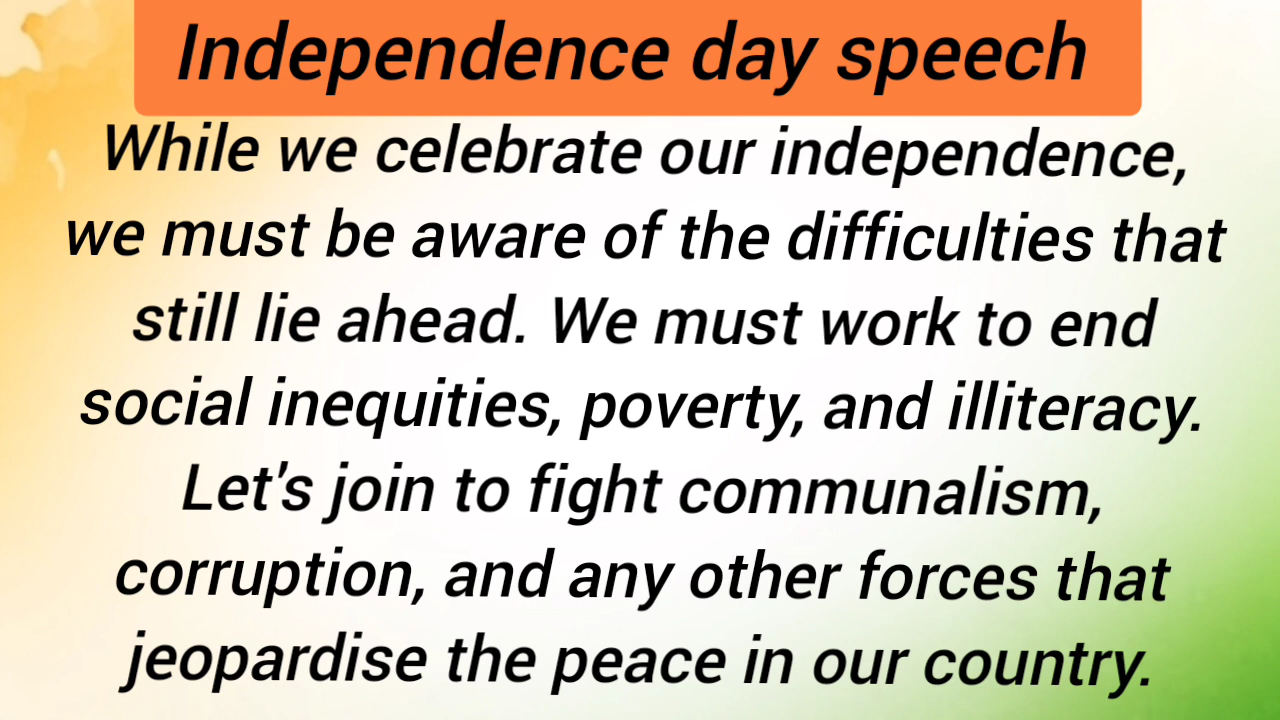 Independence day speech
While we celebrate our independence,
we must be aware of the difficulties that
still lie ahead. We must work to end
social inequities, poverty, and illiteracy.
Let's join to fight communalism,
corruption, and any other forces that
jeopardise the peace in our country.